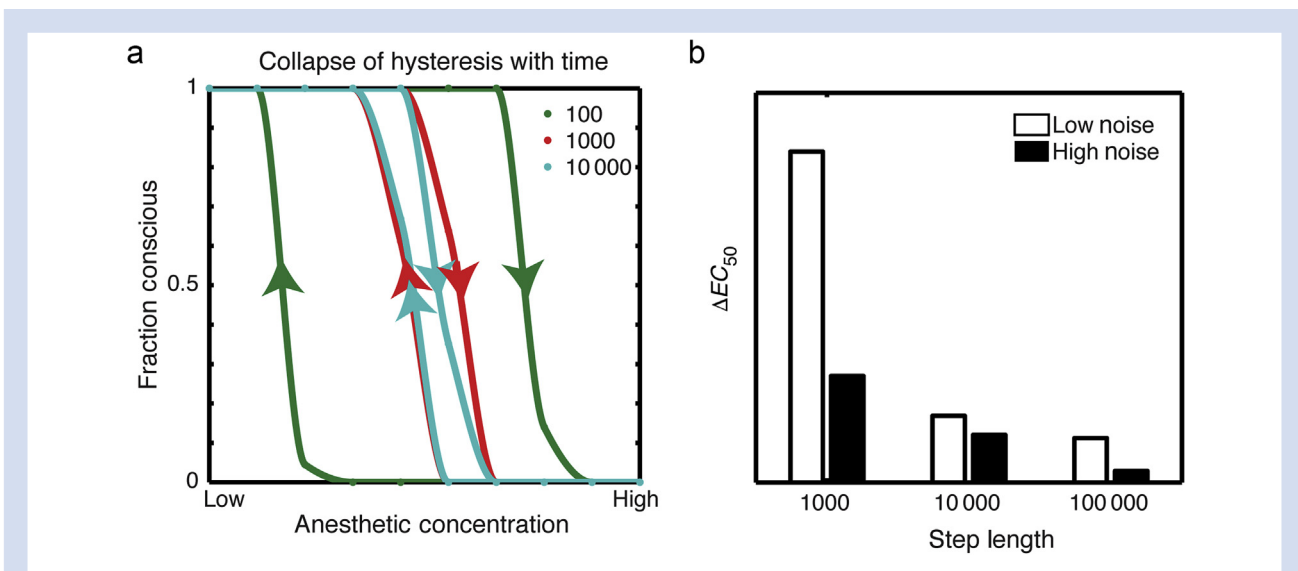 a
Collapse of hysteresis with time
1
0.5
0
Fraction conscious
100
1000
10 000
Low
High
Anesthetic concentration
b
Low noise
High noise
ΔEC50
1000
10 000
100 000
Step length